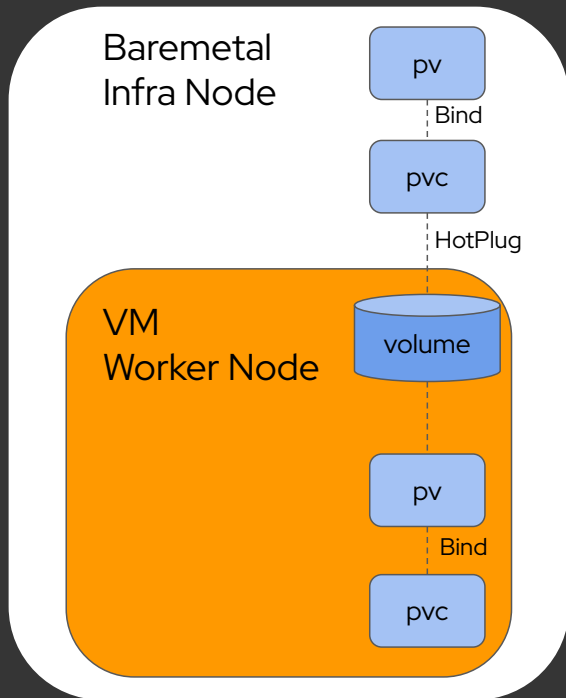 Baremetal
Infra Node
pv
Bind
pvc
HotPlug
VM
Worker Node
volume
pv
Bind
pvc